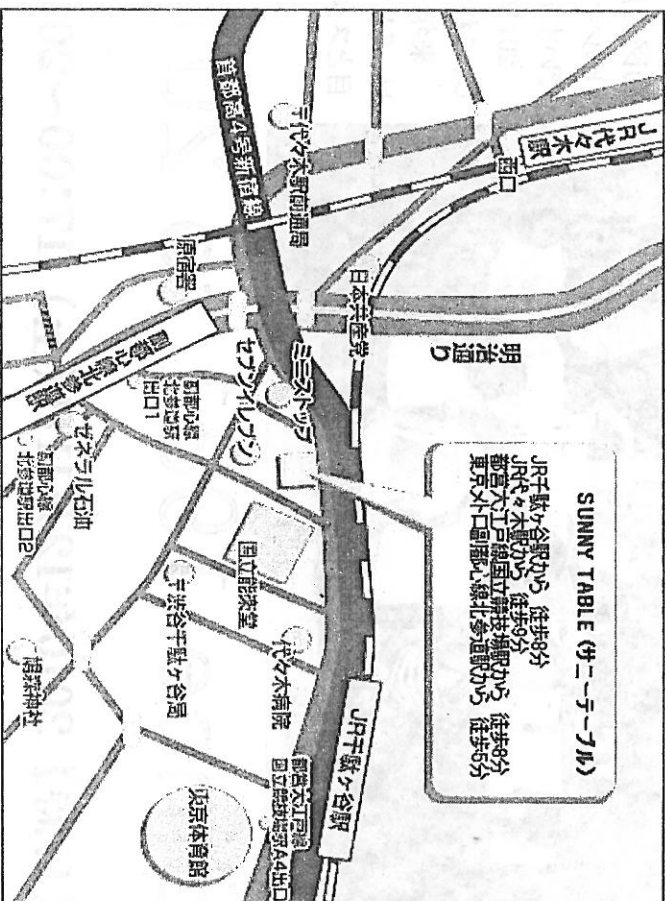 SUNNY TABLE (サニーテーブル)
JR千駄ヶ谷駅から 徒歩8分
JR代々木駅から 徒歩9分
都営大江戸線国立競技場駅から 徒歩8分
東京メトロ副都心線北参道駅から 徒歩5分
JR代々木駅
西口
明治通り
日本共産党
〒代々木駅前通局
首都高4号新宿線
原宿署
ミニストップ
セブンイレブン
副都心線北参道駅
副都心線
北参道駅
出口1
ゼネラル石油
副都心線
北参道駅出口2
国立能楽堂
〒渋谷千駄ヶ谷局
代々木病院
JR千駄ヶ谷駅
都営大江戸線
国立競技場駅A4出口
東京体育館
鳩森神社